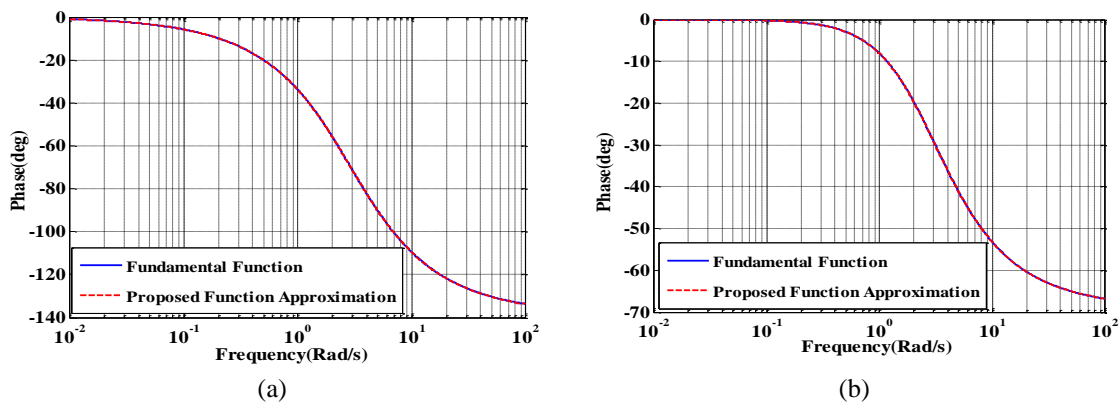 0
-20
-40
-60
-80
-100
-120
-140
Phase(deg)
Fundamental Function
Proposed Function Approximation
10^-2
10^-1
10^0
10^1
10^2
Frequency(Rad/s)
(a)
0
-10
-20
-30
-40
-50
-60
-70
Phase(deg)
Fundamental Function
Proposed Function Approximation
10^-2
10^-1
10^0
10^1
10^2
Frequency(Rad/s)
(b)